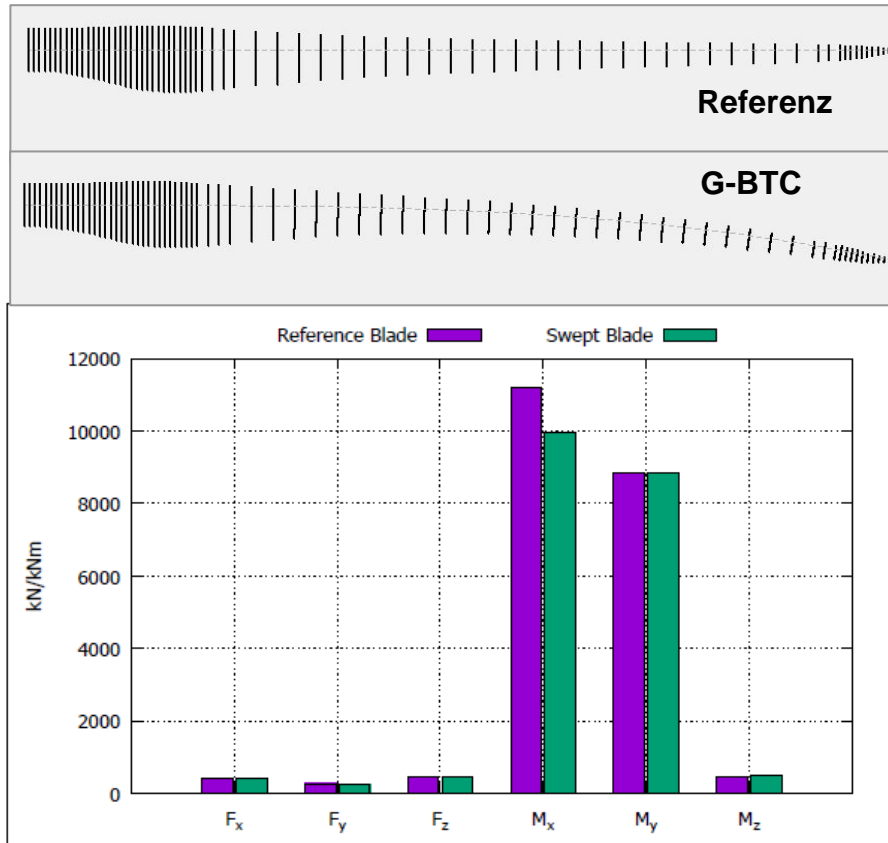 Referenz
G-BTC
Reference Blade Swept Blade
12000
10000
8000
6000
4000
2000
0
kN/kNm
Fx Fy Fz Mx My Mz